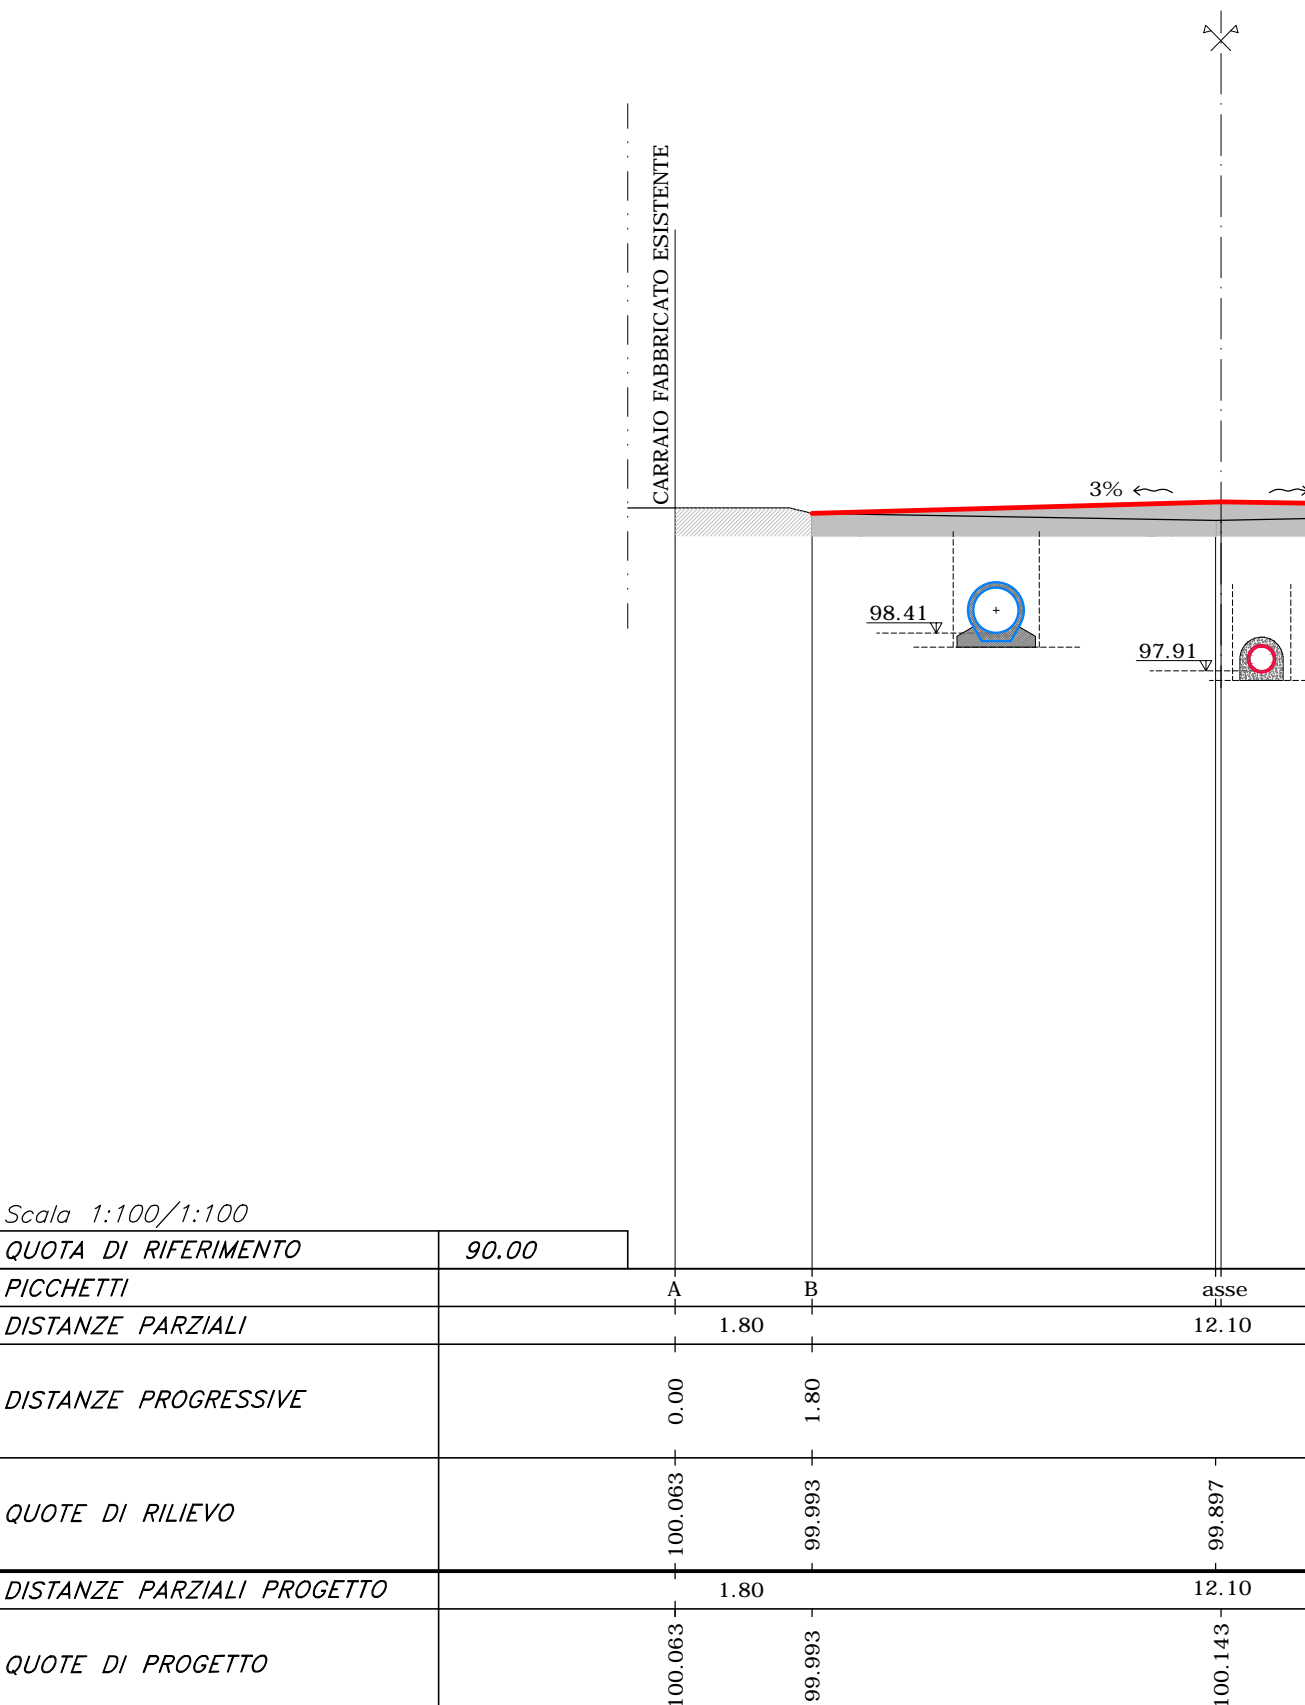 CARRAIO FABBRICATO ESISTENTE
3%
98.41
97.91
Scala 1:100/1:100
QUOTA DI RIFERIMENTO 90.00
PICCHETTI A B asse
DISTANZE PARZIALI 1.80 12.10
DISTANZE PROGRESSIVE 0.00 1.80
QUOTE DI RILIEVO 100.063 99.993 99.897
DISTANZE PARZIALI PROGETTO 1.80 12.10
QUOTE DI PROGETTO 100.063 99.993 100.143